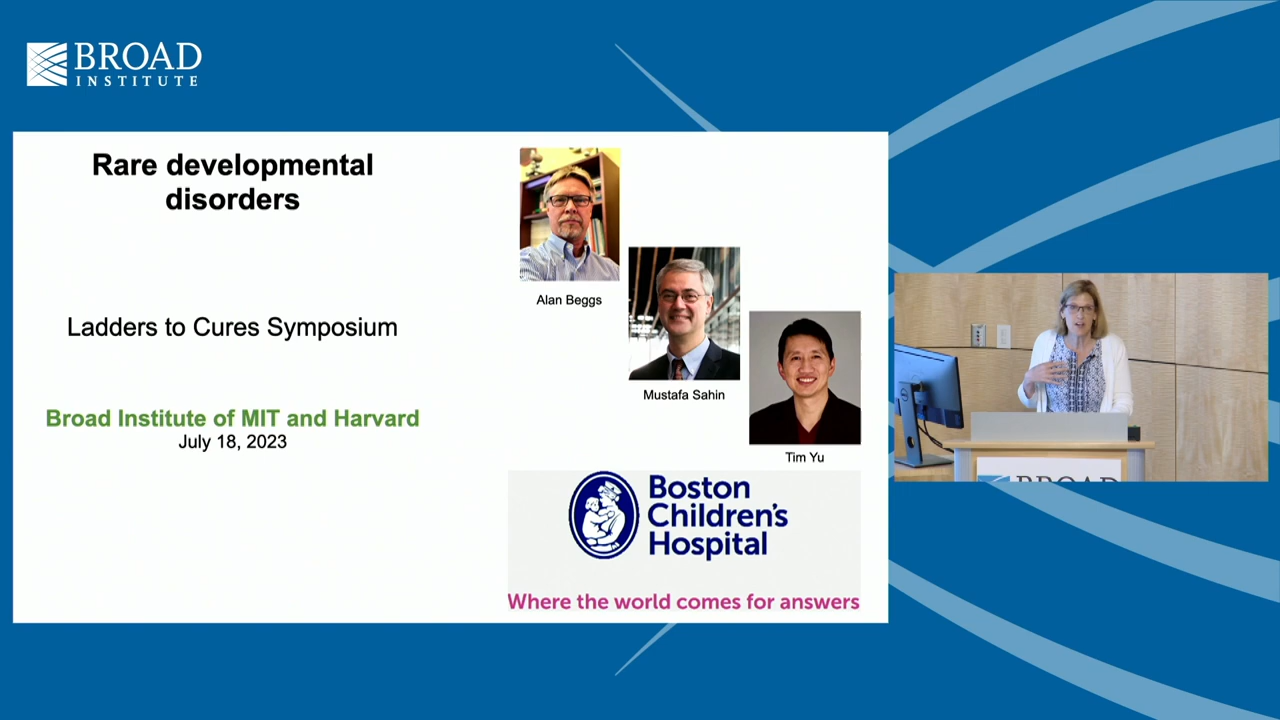 BROAD
INSTITUTE
Rare developmental
disorders
Ladders to Cures Symposium
Broad Institute of MIT and Harvard
July 18, 2023
Alan Beggs
Mustafa Sahin
Tim Yu
Boston
Children's
Hospital
Where the world comes for answers
BROAD